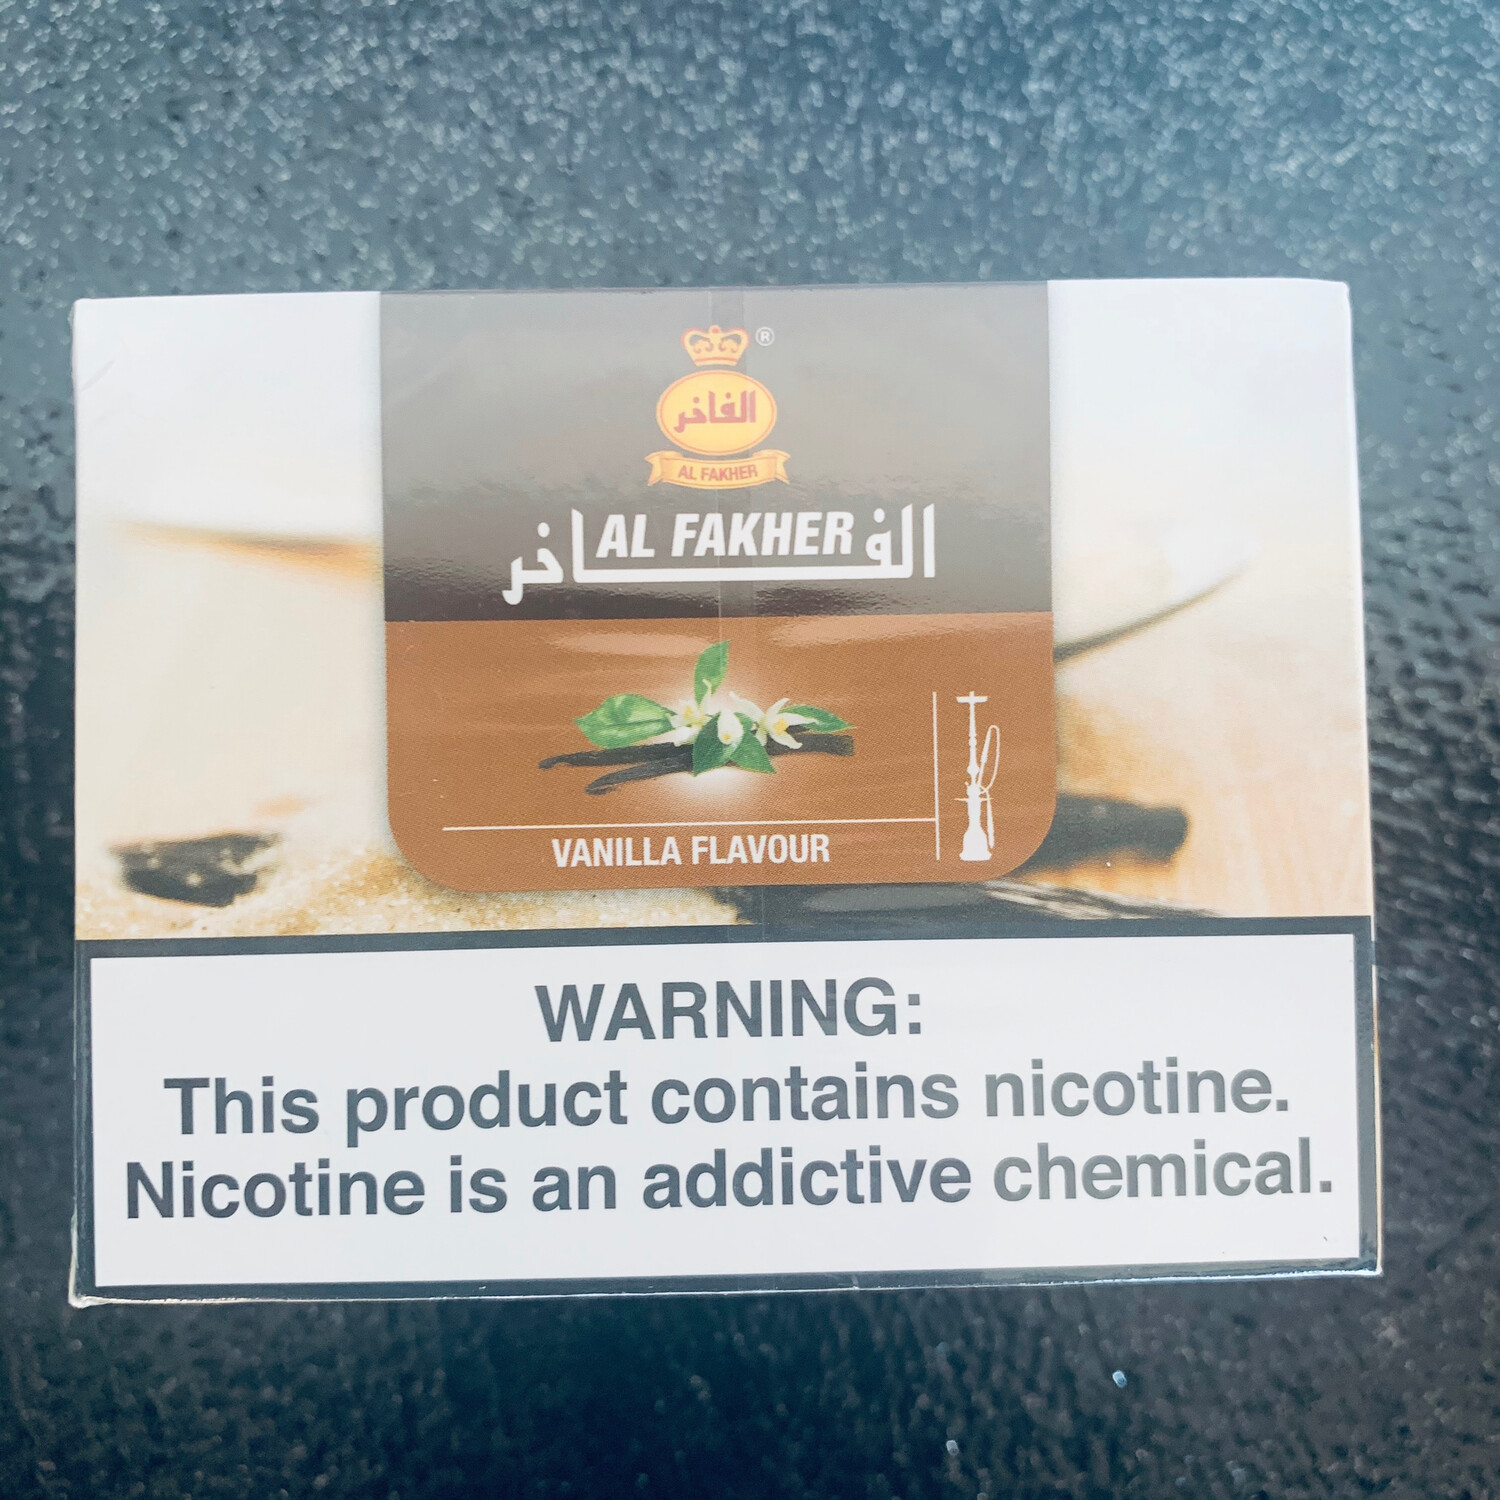 ®
الفاخر
AL FAKHER
الفاخر
AL FAKHER
VANILLA FLAVOUR
WARNING:
This product contains nicotine.
Nicotine is an addictive chemical.